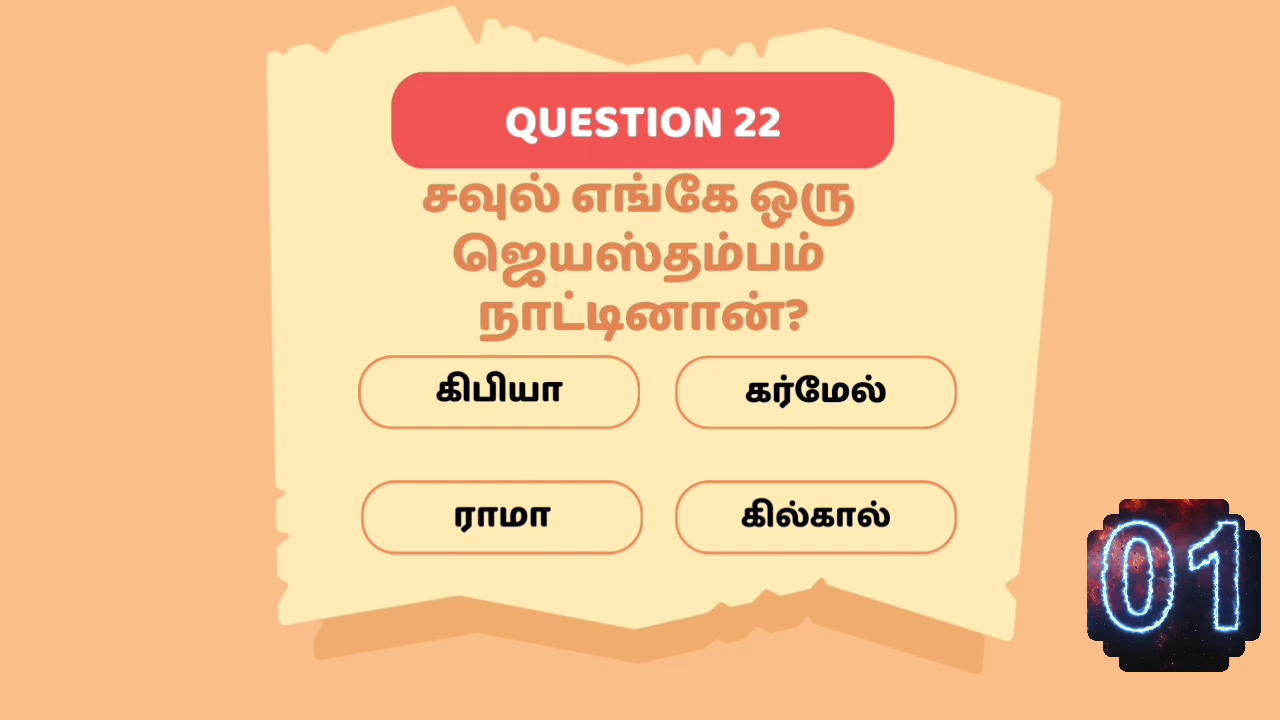 QUESTION 22
சவுல் எங்கே ஒரு
ஜெயஸ்தம்பம்
நாட்டினான்?
கிபியா
கர்மேல்
ராமா
கில்கால்
01